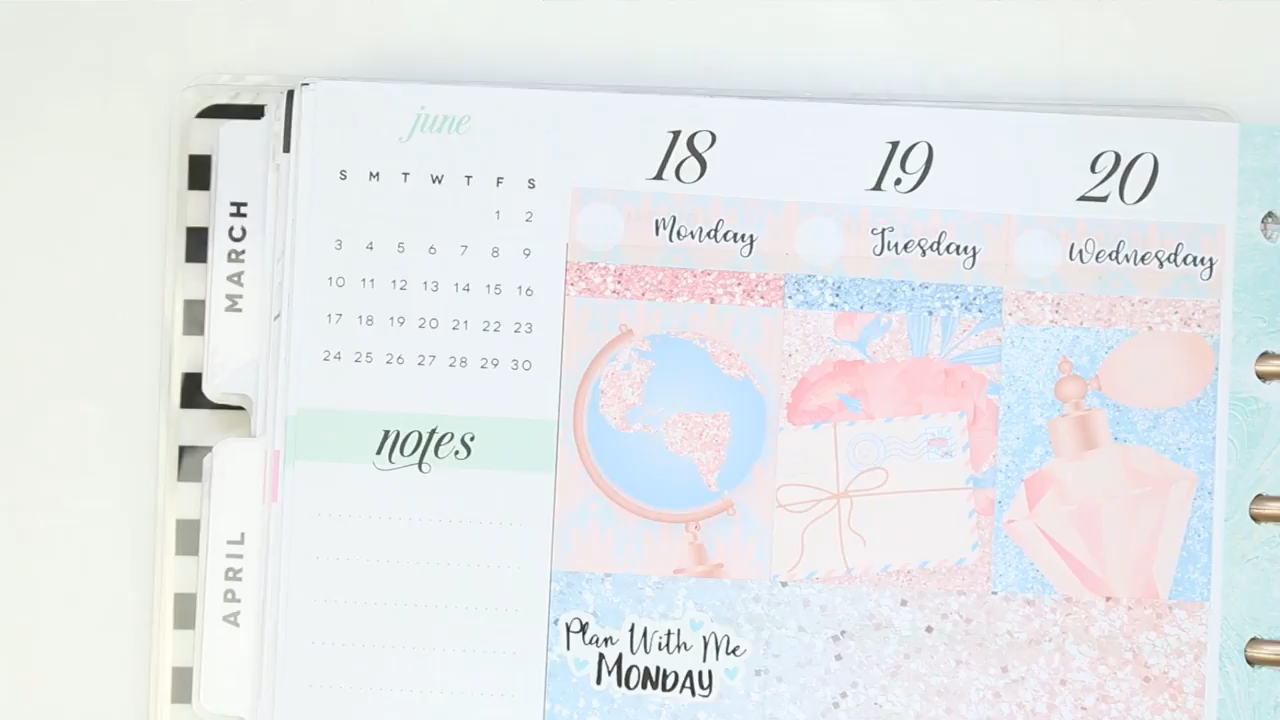 june
S M T W T F S
1 2
3 4 5 6 7 8 9
10 11 12 13 14 15 16
17 18 19 20 21 22 23
24 25 26 27 28 29 30
notes
MARCH
APRIL
18 19 20
Monday Tuesday Wednesday
Plan With Me
MONDAY